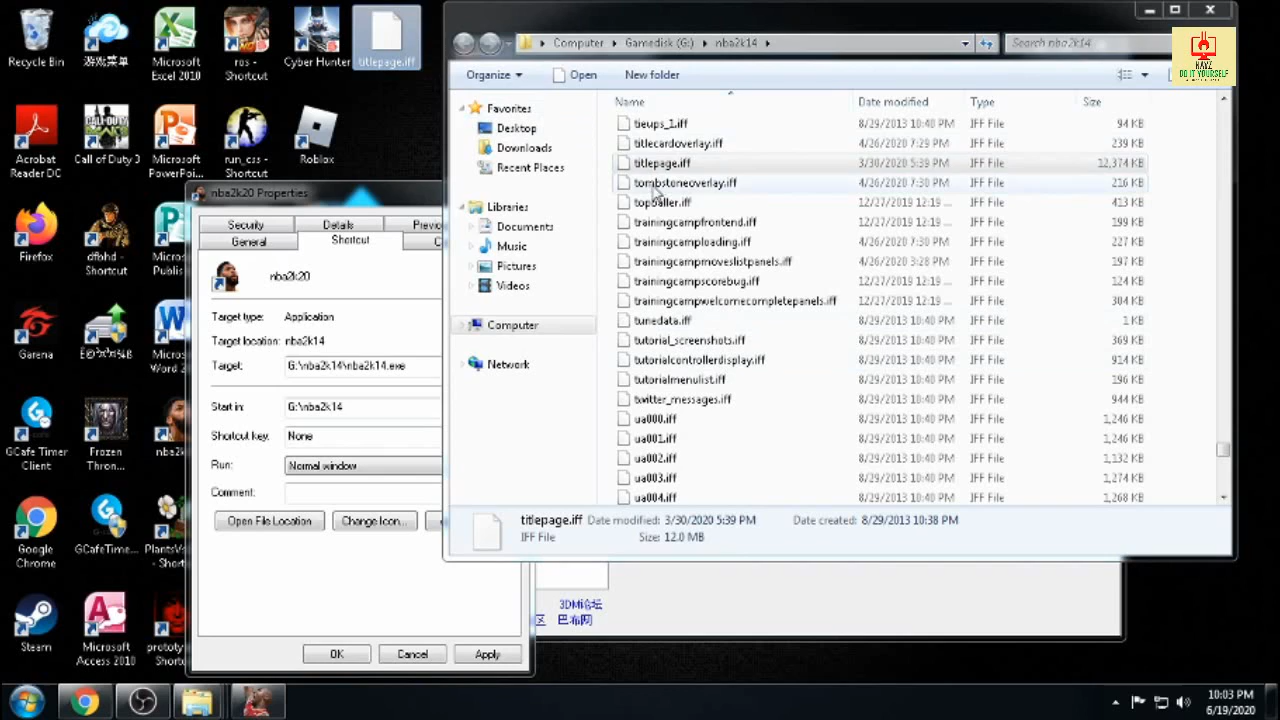 Recycle Bin
游戏菜单
Microsoft
Excel 2010
ros -
Shortcut
Cyber Hunter
titlepage.iff
Acrobat
Reader DC
Call of Duty 3
Microsoft
PowerPoi...
run_css -
Shortcut
Roblox
Firefox
dfbhd -
Shortcut
Micros
Publis
Garena
Micros
Word 2
GCafe Timer
Client
Frozen
Thron...
nba2
Google
Chrome
GCafeTime...
PlantsV
- Short
Steam
Microsoft
Access 2010
prototy
Shortc
nba2k20 Properties
Security
Details
Previo
General
Shortcut
C
nba2k20
Target type: Application
Target location: nba2k14
Target: G:\nba2k14\nba2k14.exe
Start in: G:\nba2k14
Shortcut key: None
Run: Normal window
Comment:
Open File Location
Change Icon...
OK
Cancel
Apply
Computer
Gamedisk (G:)
nba2k14
Search nba2k14
KAYZ
DO IT YOURSELF
Organize
Open
New folder
Favorites
Desktop
Downloads
Recent Places
Libraries
Documents
Music
Pictures
Videos
Computer
Network
Name Date modified Type Size
tieups_1.iff 8/29/2013 10:40 PM IFF File 94 KB
titlecardoverlay.iff 4/26/2020 7:29 PM IFF File 239 KB
titlepage.iff 3/30/2020 5:39 PM IFF File 12,374 KB
tombstoneoverlay.iff 4/26/2020 7:30 PM IFF File 216 KB
topballer.iff 12/27/2019 12:19 ... IFF File 413 KB
trainingcampfrontend.iff 12/27/2019 12:19 ... IFF File 199 KB
trainingcamploading.iff 4/26/2020 7:30 PM IFF File 227 KB
trainingcampmoveslistpanels.iff 4/26/2020 3:28 PM IFF File 197 KB
trainingcampscorebug.iff 12/27/2019 12:19 ... IFF File 124 KB
trainingcampwelcomecompletepanels.iff 12/27/2019 12:19 ... IFF File 304 KB
tunedata.iff 8/29/2013 10:40 PM IFF File 1 KB
tutorial_screenshots.iff 8/29/2013 10:40 PM IFF File 369 KB
tutorialcontrollerdisplay.iff 8/29/2013 10:40 PM IFF File 914 KB
tutorialmenulist.iff 8/29/2013 10:40 PM IFF File 196 KB
twitter_messages.iff 8/29/2013 10:40 PM IFF File 944 KB
ua000.iff 8/29/2013 10:40 PM IFF File 1,246 KB
ua001.iff 8/29/2013 10:40 PM IFF File 1,246 KB
ua002.iff 8/29/2013 10:40 PM IFF File 1,132 KB
ua003.iff 8/29/2013 10:40 PM IFF File 1,274 KB
ua004.iff 8/29/2013 10:40 PM IFF File 1,268 KB
titlepage.iff Date modified: 3/30/2020 5:39 PM Date created: 8/29/2013 10:38 PM
IFF File Size: 12.0 MB
3DM论坛
区 巴布网
10:03 PM
6/19/2020